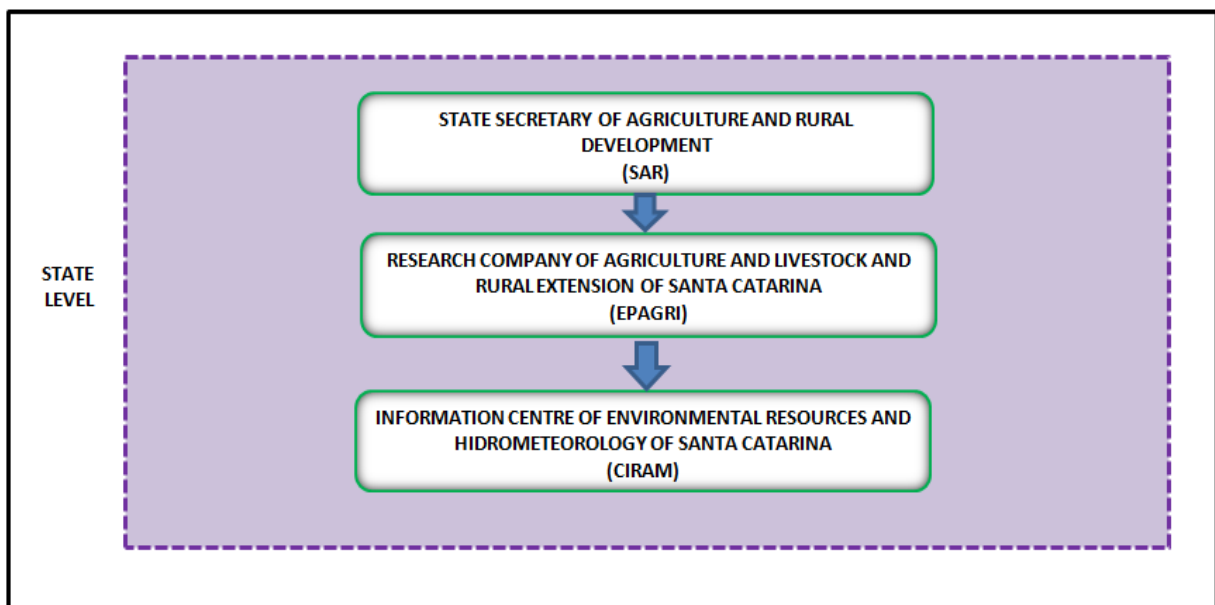 STATE SECRETARY OF AGRICULTURE AND RURAL
DEVELOPMENT
(SAR)
RESEARCH COMPANY OF AGRICULTURE AND LIVESTOCK AND
RURAL EXTENSION OF SANTA CATARINA
(EPAGRI)
STATE
LEVEL
INFORMATION CENTRE OF ENVIRONMENTAL RESOURCES AND
HIDROMETEOROLOGY OF SANTA CATARINA
(CIRAM)